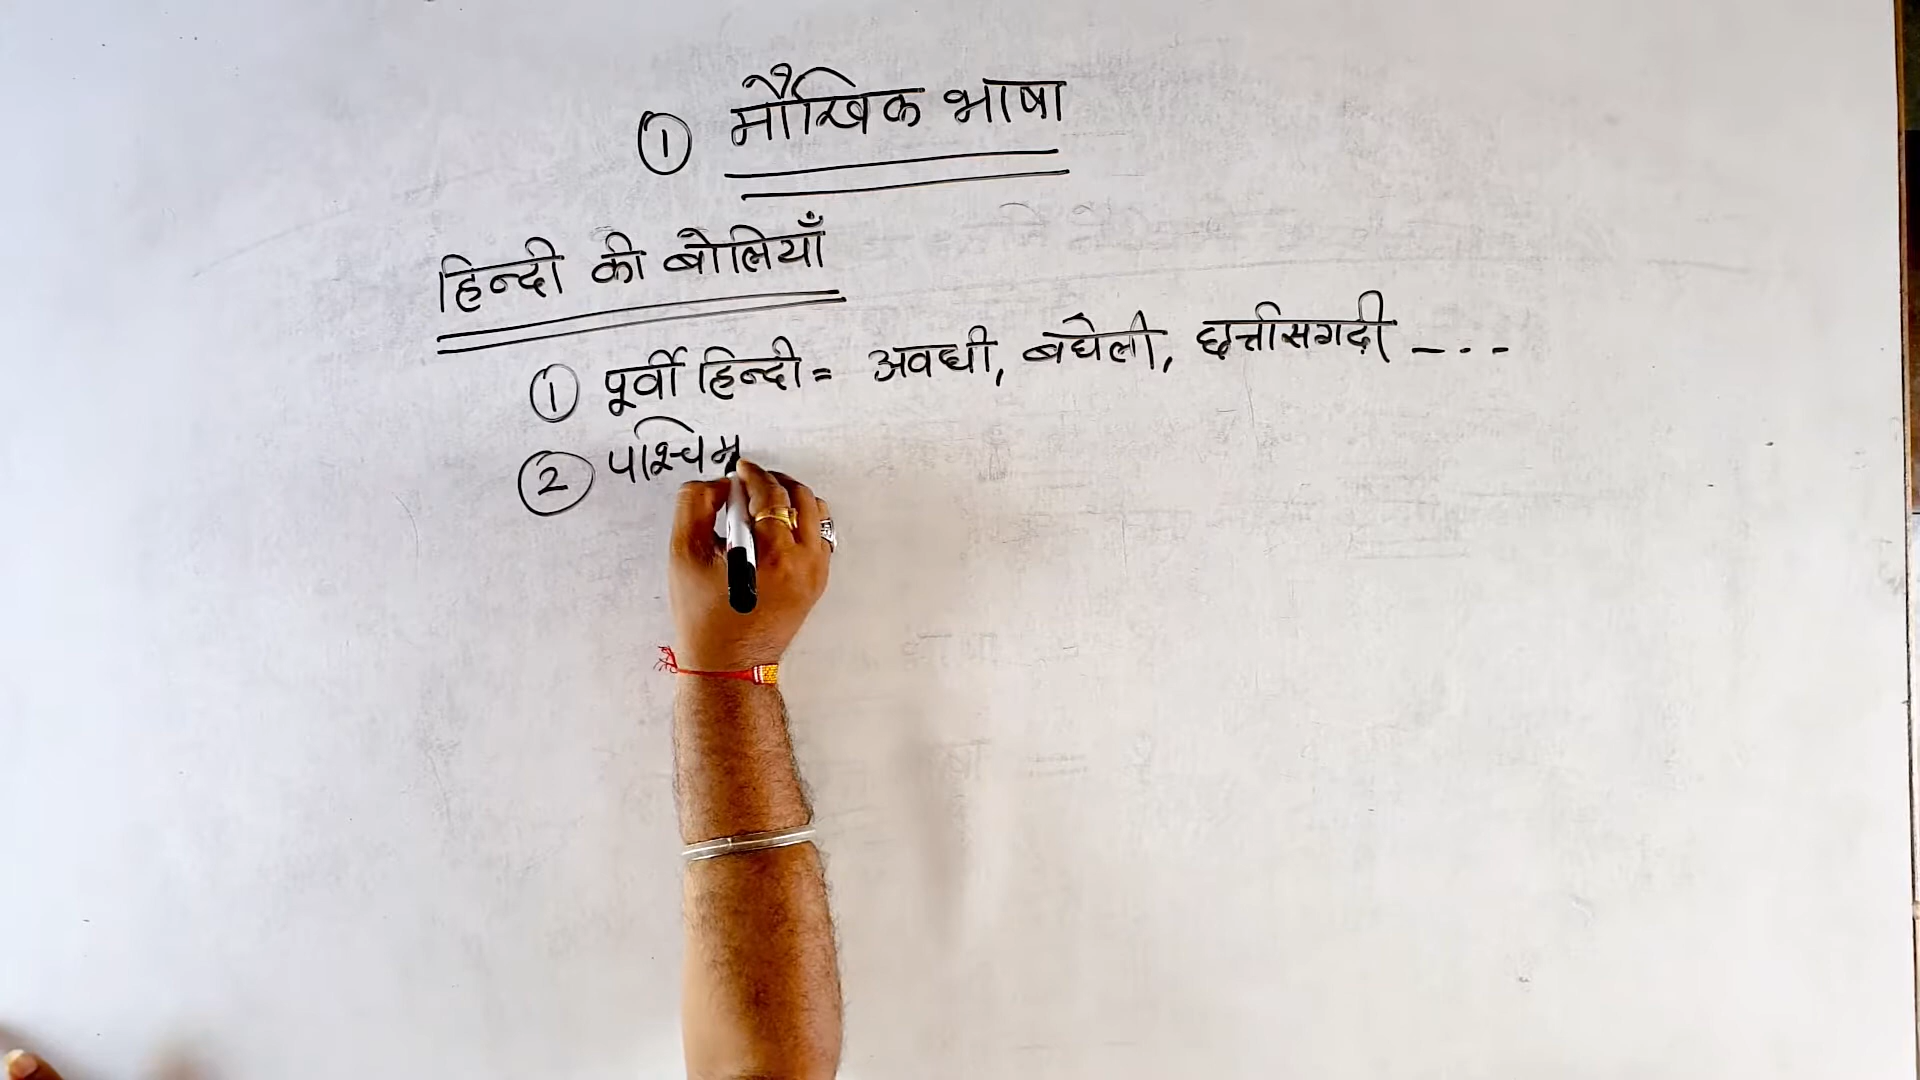 ① मौखिक भाषा
हिन्दी की बोलियाँ
① पूर्वी हिन्दी = अवधी, बघेली, छत्तीसगढ़ी -...
② पश्चिम